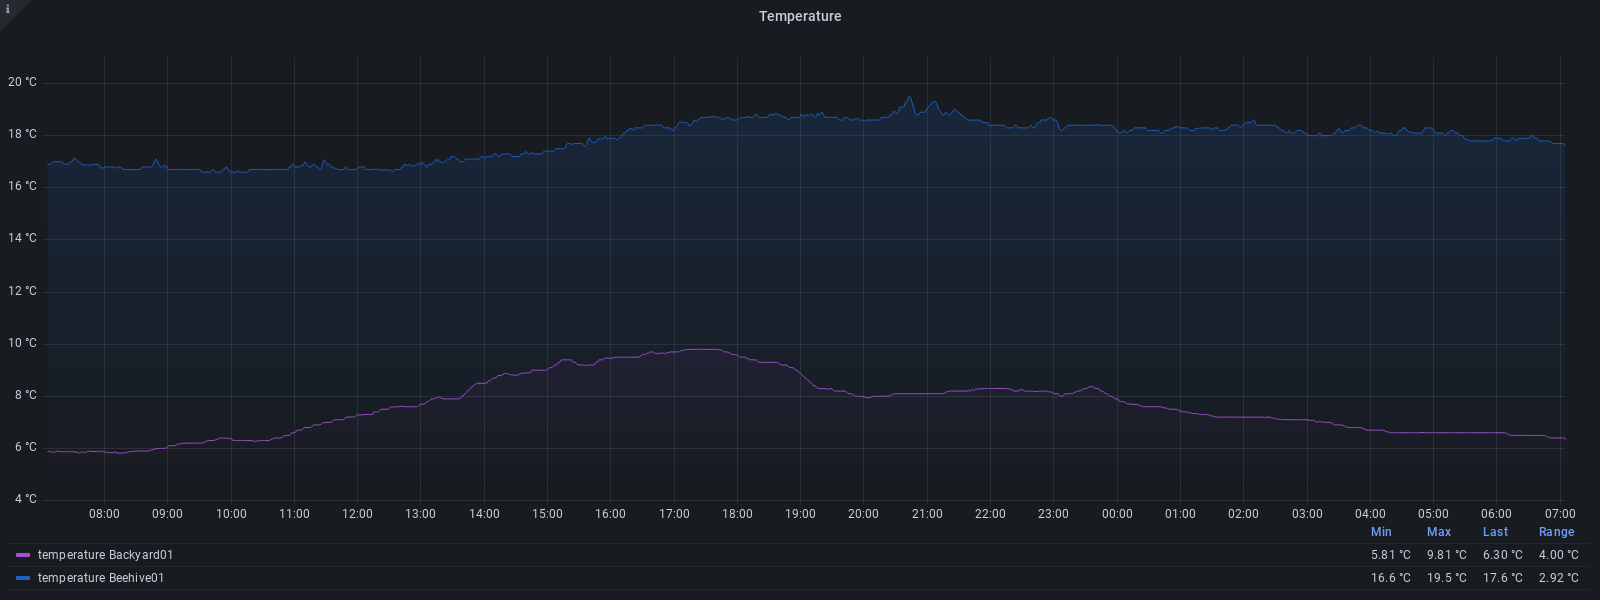 i
Temperature
20 °C
18 °C
16 °C
14 °C
12 °C
10 °C
8 °C
6 °C
4 °C
08:00 09:00 10:00 11:00 12:00 13:00 14:00 15:00 16:00 17:00 18:00 19:00 20:00 21:00 22:00 23:00 00:00 01:00 02:00 03:00 04:00 05:00 06:00 07:00
Min Max Last Range
temperature Backyard01 5.81 °C 9.81 °C 6.30 °C 4.00 °C
temperature Beehive01 16.6 °C 19.5 °C 17.6 °C 2.92 °C